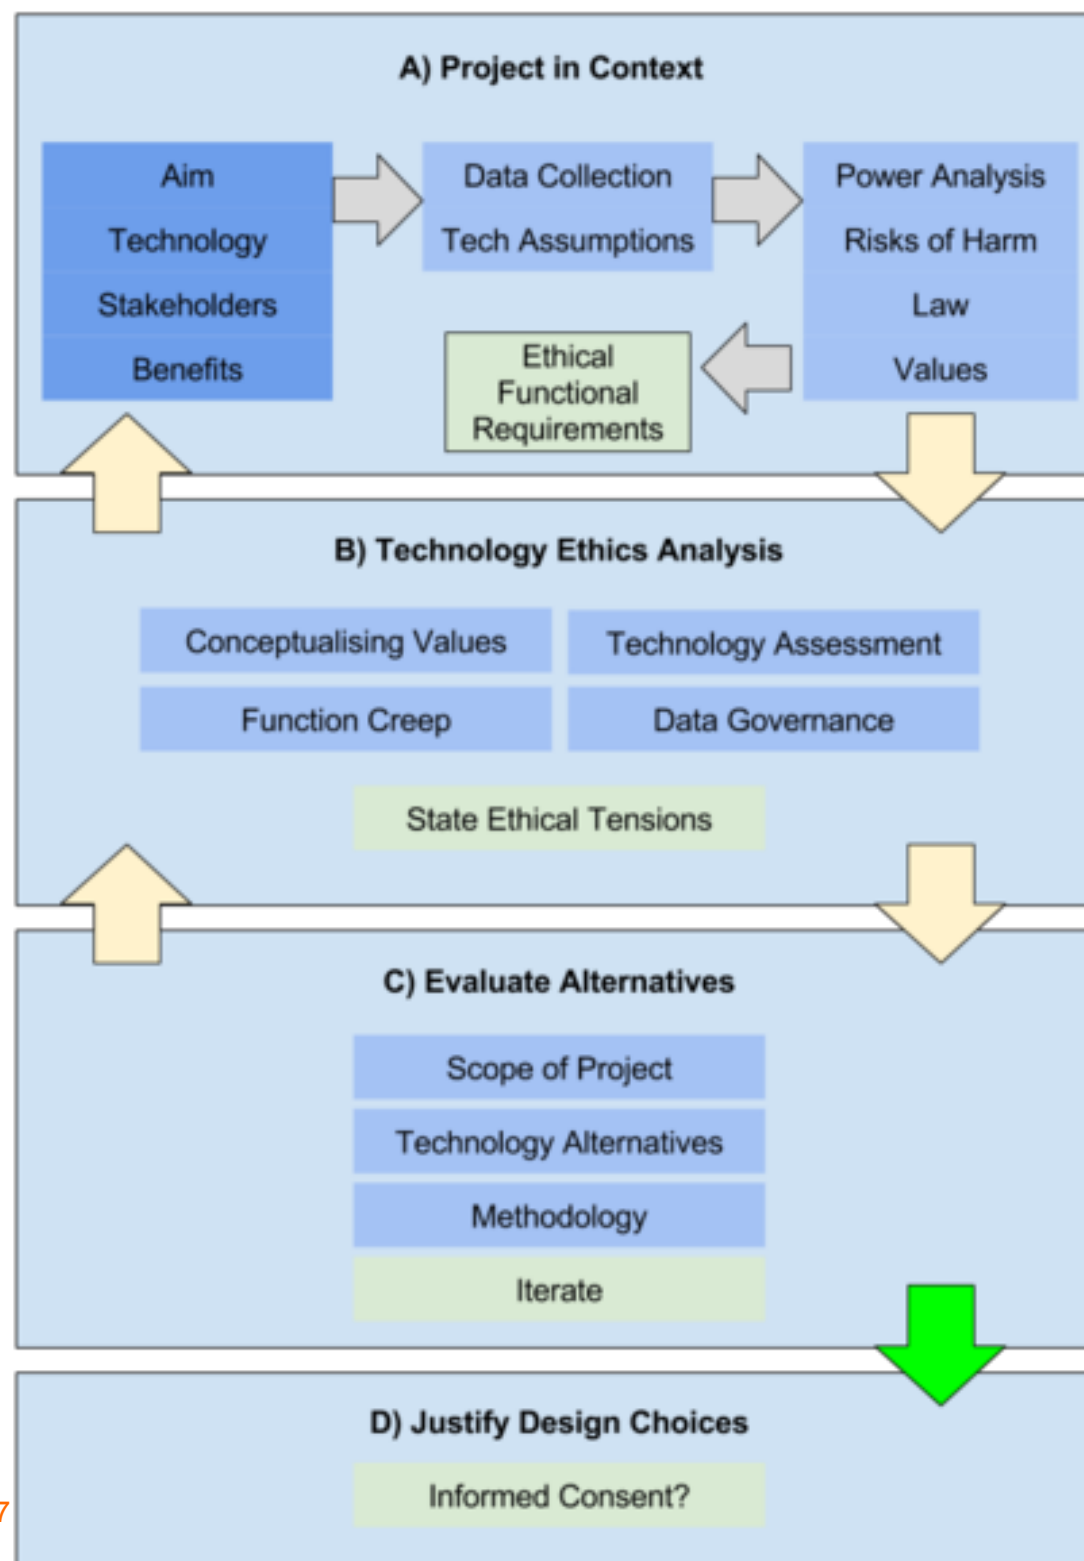 A) Project in Context
Aim
Technology
Stakeholders
Benefits
Data Collection
Tech Assumptions
Power Analysis
Risks of Harm
Law
Values
Ethical
Functional
Requirements
B) Technology Ethics Analysis
Conceptualising Values
Technology Assessment
Function Creep
Data Governance
State Ethical Tensions
C) Evaluate Alternatives
Scope of Project
Technology Alternatives
Methodology
Iterate
D) Justify Design Choices
Informed Consent?
7